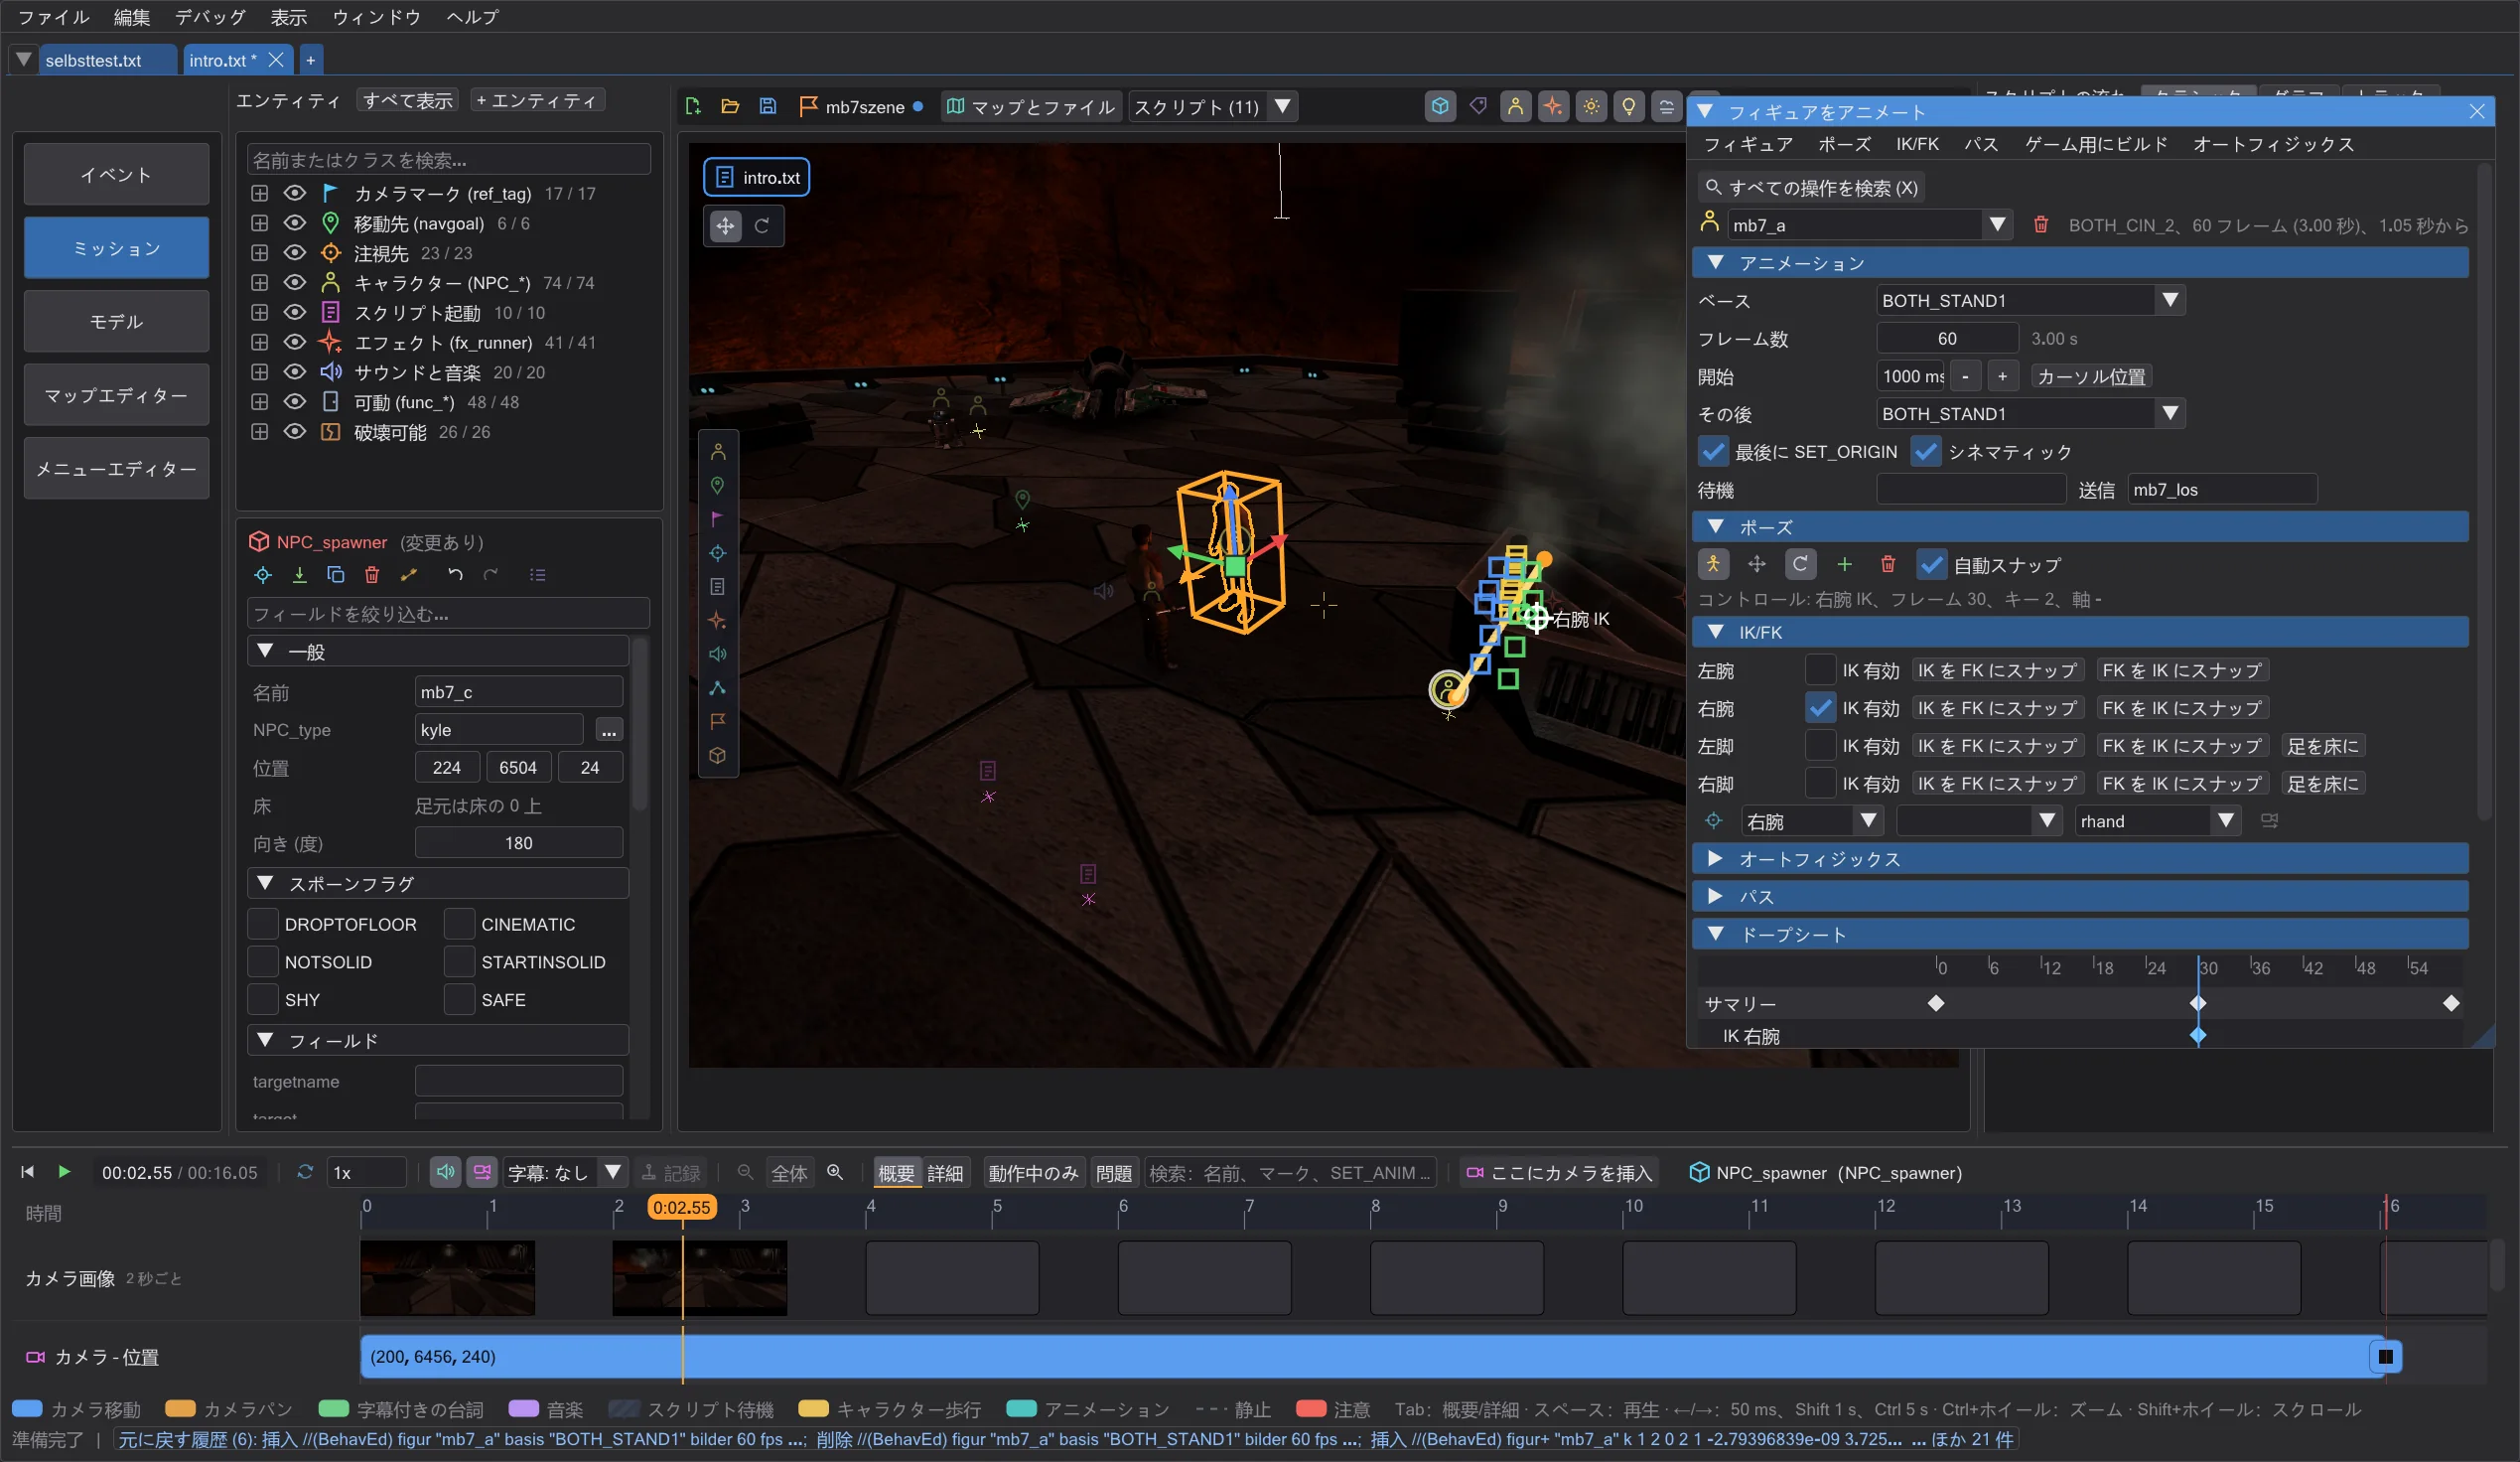 ファイル 編集 デバッグ 表示 ウィンドウ ヘルプ
selbsttest.txt intro.txt * +
エンティティ すべて表示 + エンティティ
mb7szene マップとファイル スクリプト (11)
イベント
ミッション
モデル
マップエディター
メニューエディター
名前またはクラスを検索...
カメラマーク (ref_tag) 17 / 17
移動先 (navgoal) 6 / 6
注視先 23 / 23
キャラクター (NPC_*) 74 / 74
スクリプト起動 10 / 10
エフェクト (fx_runner) 41 / 41
サウンドと音楽 20 / 20
可動 (func_*) 48 / 48
破壊可能 26 / 26
NPC_spawner (変更あり)
フィールドを絞り込む...
一般
名前 mb7_c
NPC_type kyle ...
位置 224 6504 24
床 足元は床の 0 上
向き (度) 180
スポーンフラグ
DROPTOFLOOR CINEMATIC
NOTSOLID STARTINSOLID
SHY SAFE
フィールド
targetname
intro.txt
右腕 IK
フィギュアをアニメート
フィギュア ポーズ IK/FK パス ゲーム用にビルド オートフィジックス
すべての操作を検索 (X)
mb7_a BOTH_CIN_2、60 フレーム (3.00 秒)、1.05 秒から
アニメーション
ベース BOTH_STAND1
フレーム数 60 3.00 s
開始 1000 ms - + カーソル位置
その後 BOTH_STAND1
最後に SET_ORIGIN シネマティック
待機 送信 mb7_los
ポーズ
自動スナップ
コントロール: 右腕 IK、フレーム 30、キー 2、軸 -
IK/FK
左腕 IK 有効 IK を FK にスナップ FK を IK にスナップ
右腕 IK 有効 IK を FK にスナップ FK を IK にスナップ
左脚 IK 有効 IK を FK にスナップ FK を IK にスナップ 足を床に
右脚 IK 有効 IK を FK にスナップ FK を IK にスナップ 足を床に
右腕 rhand
オートフィジックス
パス
ドープシート
0 6 12 18 24 30 36 42 48 54
サマリー
IK 右腕
00:02.55 / 00:16.05 1x 字幕: なし 記録 全体 概要 詳細 動作中のみ 問題 検索: 名前、マーク、SET_ANIM ... ここにカメラを挿入 NPC_spawner (NPC_spawner)
時間 0 1 2 0:02.55 3 4 5 6 7 8 9 10 11 12 13 14 15 16
カメラ画像 2 秒ごと
カメラ - 位置 (200, 6456, 240)
カメラ移動 カメラパン 字幕付きの台詞 音楽 スクリプト待機 キャラクター歩行 アニメーション 静止 注意 Tab: 概要/詳細 · スペース: 再生 · ←/→: 50 ms、Shift 1 s、Ctrl 5 s · Ctrl+ホイール: ズーム · Shift+ホイール: スクロール
準備完了 | 元に戻す履歴 (6): 挿入 //(BehavEd) figur "mb7_a" basis "BOTH_STAND1" bilder 60 fps ...; 削除 //(BehavEd) figur "mb7_a" basis "BOTH_STAND1" bilder 60 fps ...; 挿入 //(BehavEd) figur+ "mb7_a" k 1 2 0 2 1 -2.79396839e-09 3.725... ... ほか 21 件